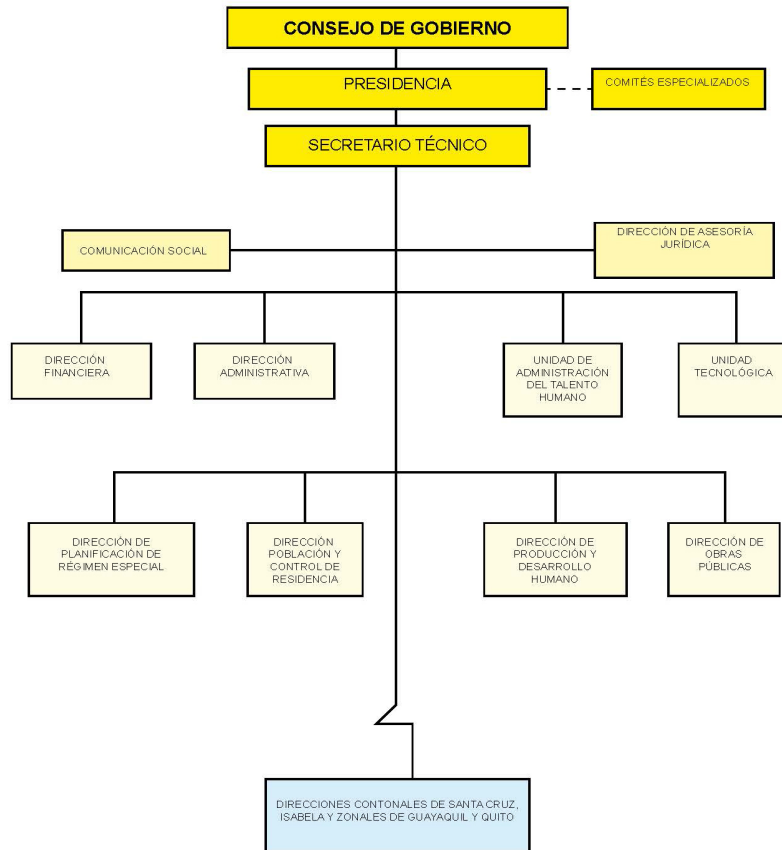 CONSEJO DE GOBIERNO
PRESIDENCIA
COMITÉS ESPECIALIZADOS
SECRETARIO TÉCNICO
COMUNICACIÓN SOCIAL
DIRECCIÓN DE ASESORÍA
JURÍDICA
DIRECCIÓN
FINANCIERA
DIRECCIÓN
ADMINISTRATIVA
UNIDAD DE
ADMINISTRACIÓN
DEL TALENTO
HUMANO
UNIDAD
TECNOLÓGICA
DIRECCIÓN DE
PLANIFICACIÓN DE
RÉGIMEN ESPECIAL
DIRECCIÓN
POBLACIÓN Y
CONTROL DE
RESIDENCIA
DIRECCIÓN DE
PRODUCCIÓN Y
DESARROLLO
HUMANO
DIRECCIÓN DE
OBRAS
PÚBLICAS
DIRECCIONES CONTONALES DE SANTA CRUZ,
ISABELA Y ZONALES DE GUAYAQUIL Y QUITO